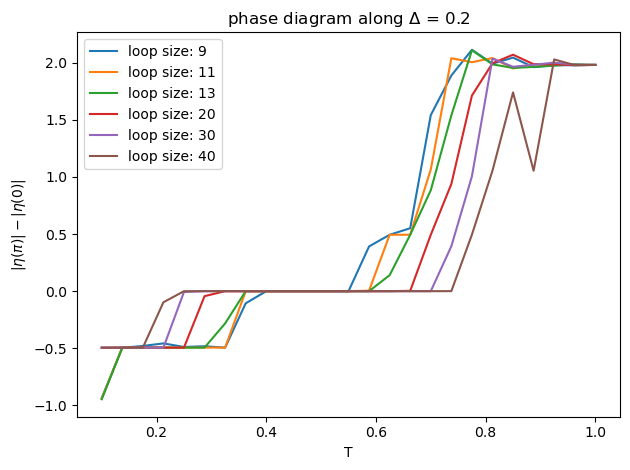 phase diagram along Δ = 0.2
loop size: 9
loop size: 11
loop size: 13
loop size: 20
loop size: 30
loop size: 40
|η(π)| − |η(0)|
2.0
1.5
1.0
0.5
0.0
−0.5
−1.0
0.2 0.4 0.6 0.8 1.0
T